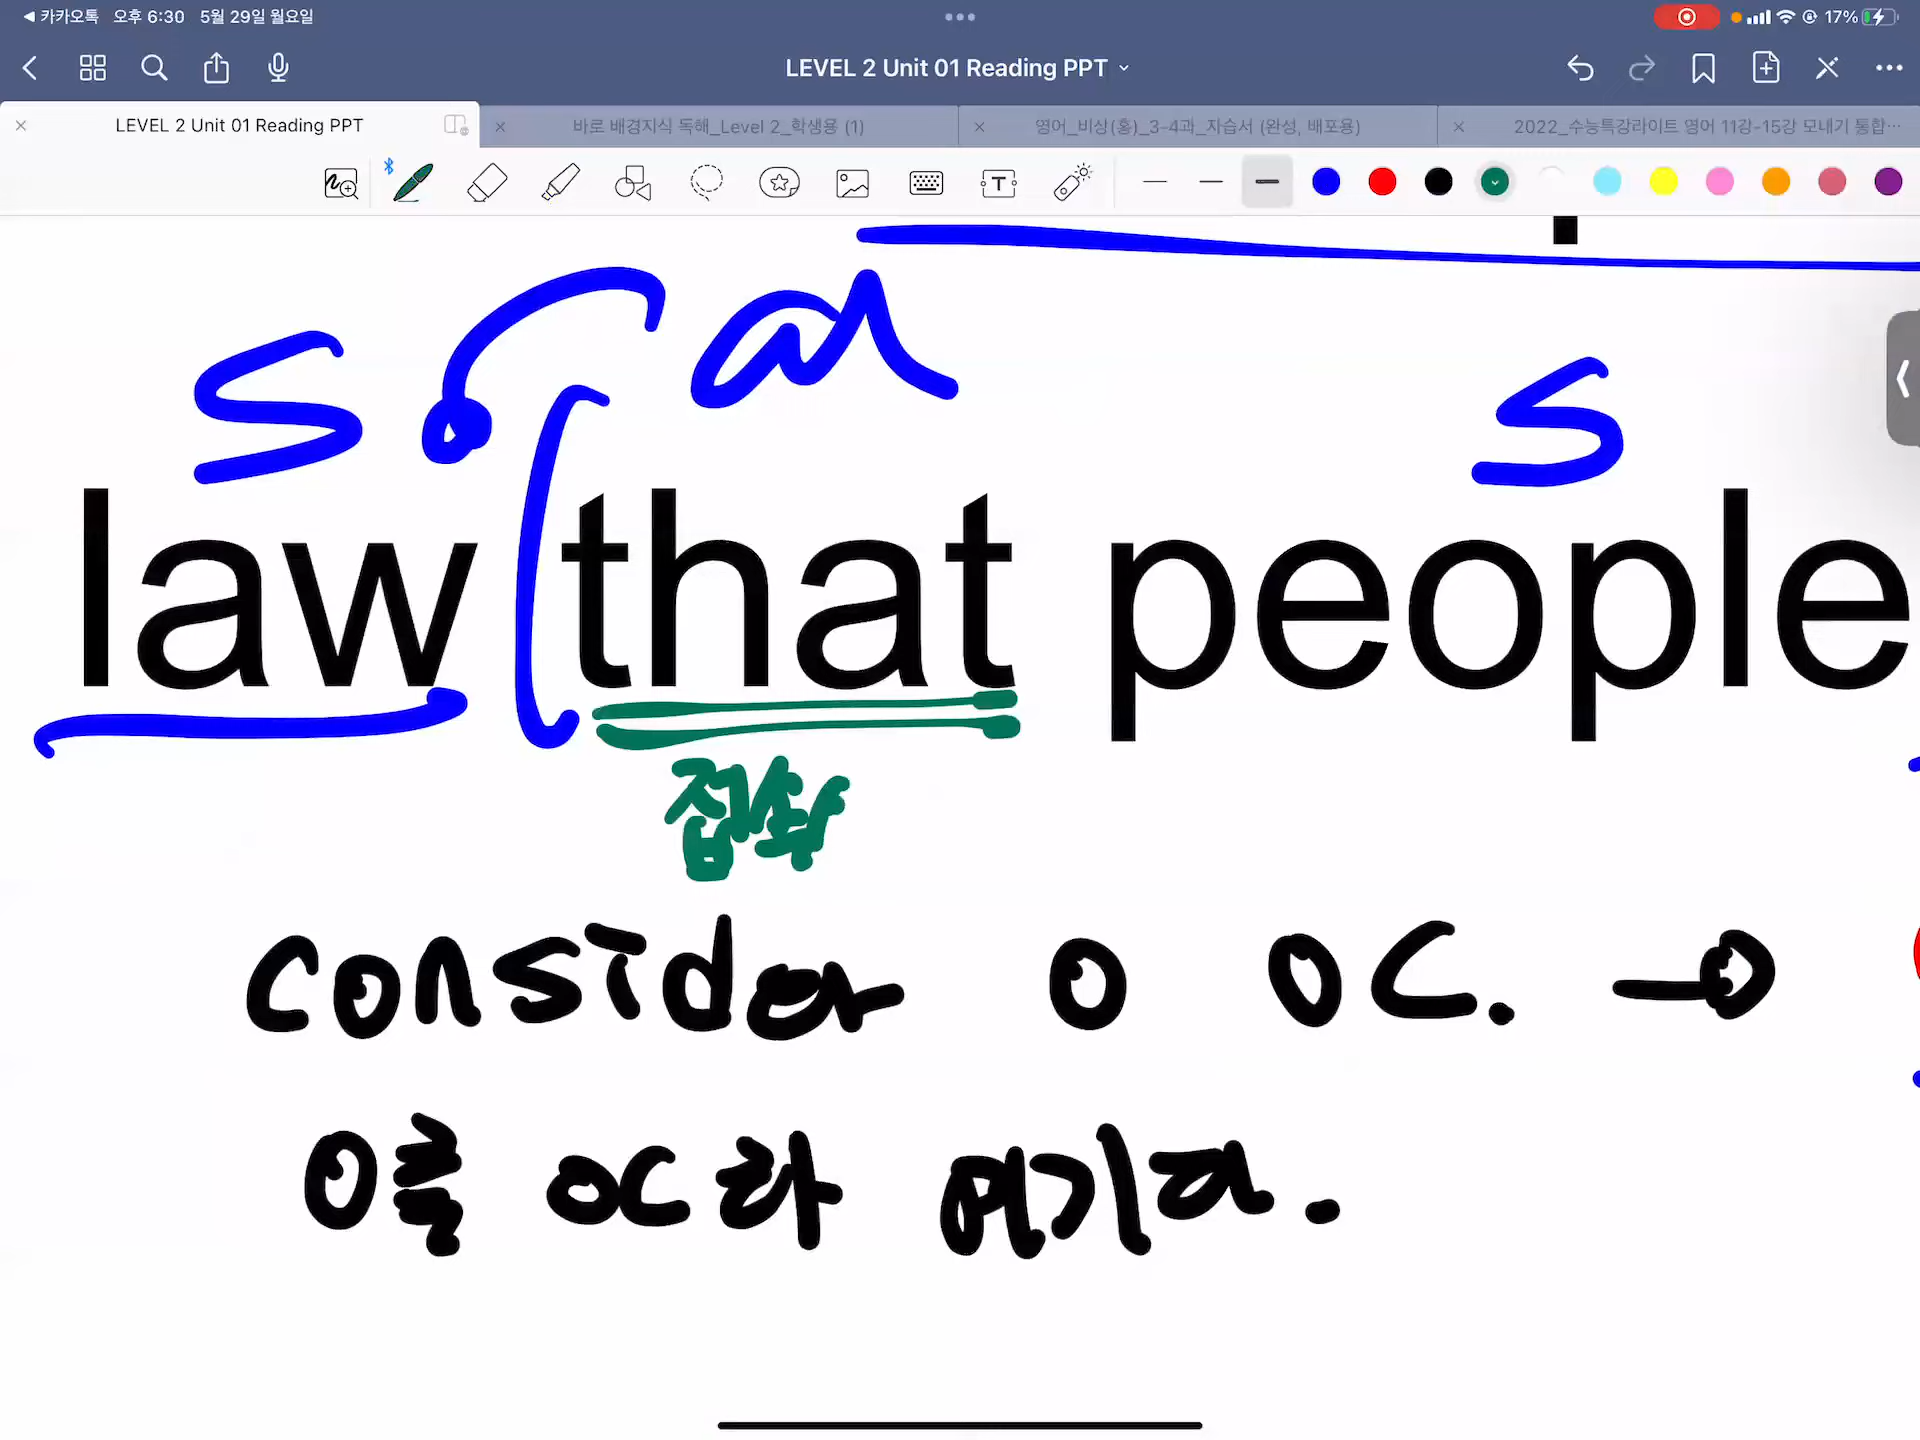 카카오톡 오후 6:30 5월 29일 월요일
17%
LEVEL 2 Unit 01 Reading PPT
LEVEL 2 Unit 01 Reading PPT
바로 배경지식 독해_Level 2_학생용 (1)
영어_비상(홍)_3-4과_자습서 (완성, 배포용)
2022_수능특강라이트 영어 11강-15강 모내기 통합…
T
S S
law that people
consider O OC. →
O를 OC라 여기다.